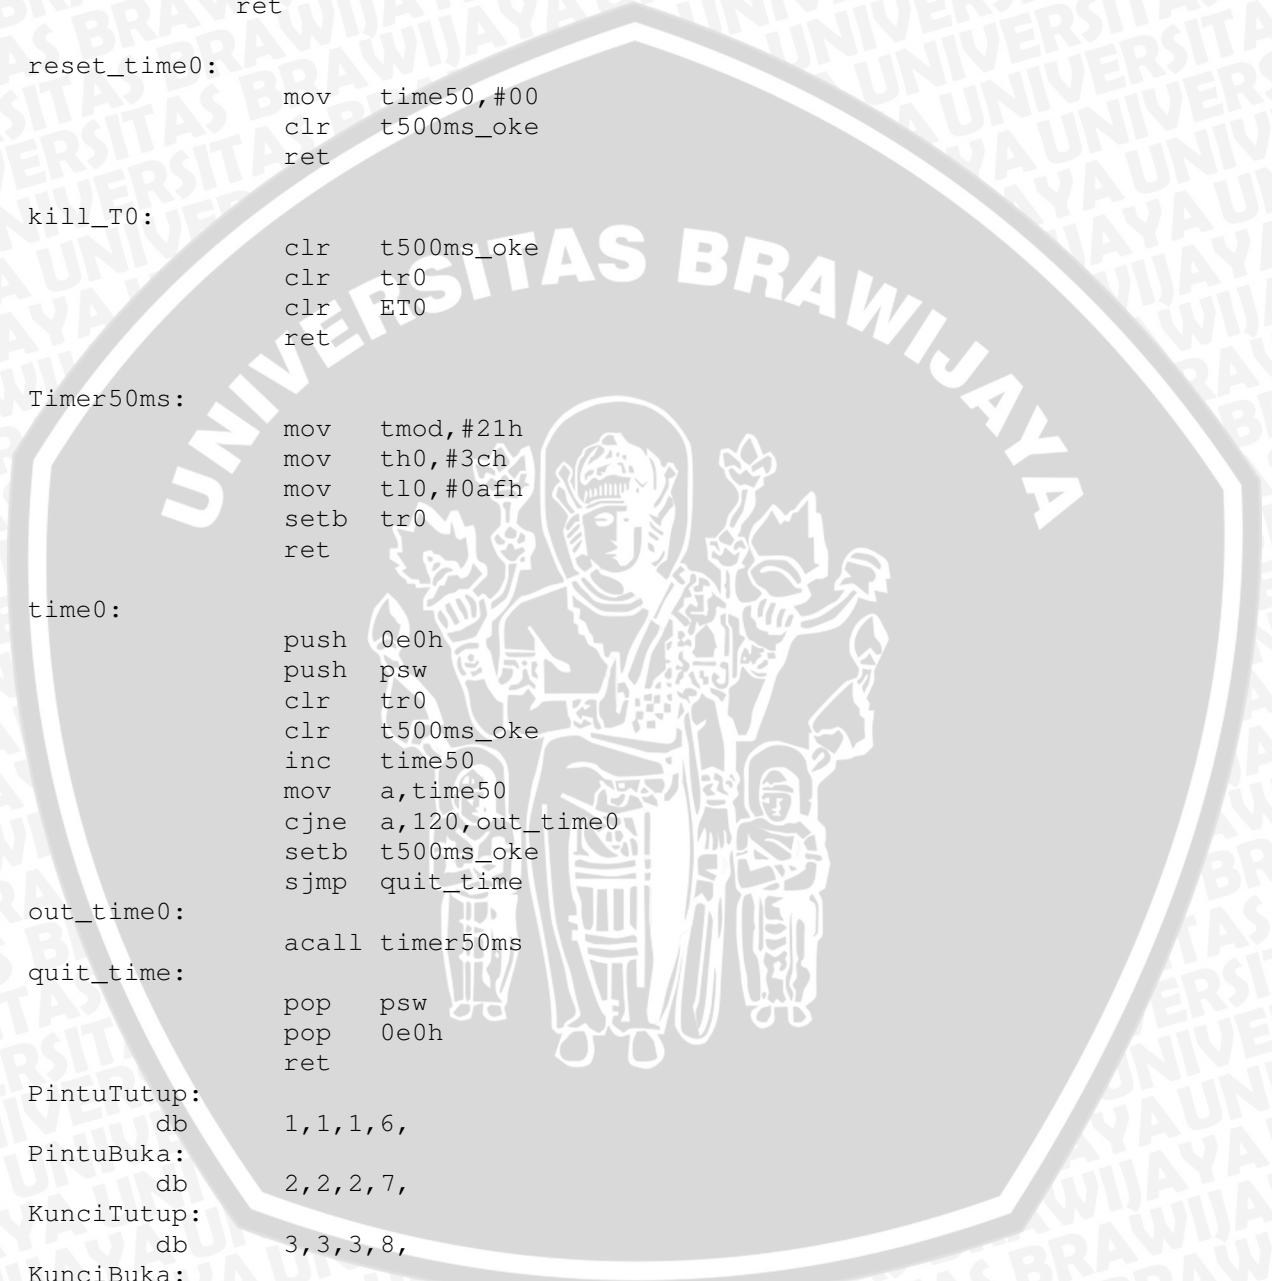 ret
reset_time0:
mov time50,#00
clr t500ms_oke
ret
kill_T0:
clr t500ms_oke
clr tr0
clr ET0
ret
UNIVERSITAS BRAWIJAYA
Timer50ms:
mov tmod,#21h
mov th0,#3ch
mov tl0,#0afh
setb tr0
ret
time0:
push 0e0h
push psw
clr tr0
clr t500ms_oke
inc time50
mov a,time50
cjne a,120,out_time0
setb t500ms_oke
sjmp quit_time
out_time0:
acall timer50ms
quit_time:
pop psw
pop 0e0h
ret
PintuTutup:
db 1,1,1,6,
PintuBuka:
db 2,2,2,7,
KunciTutup:
db 3,3,3,8,
KunciBuka: